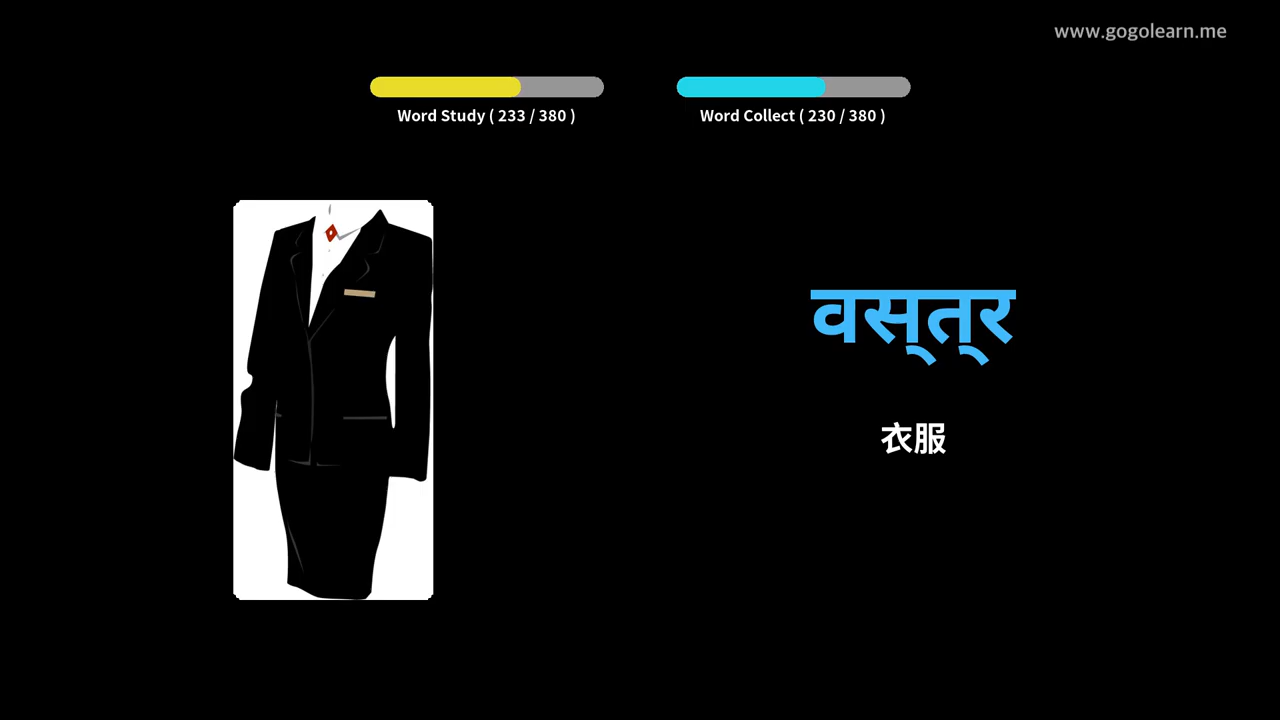 www.gogolearn.me
Word Study ( 233 / 380 )
Word Collect ( 230 / 380 )
वस्‌त्‌र
衣服